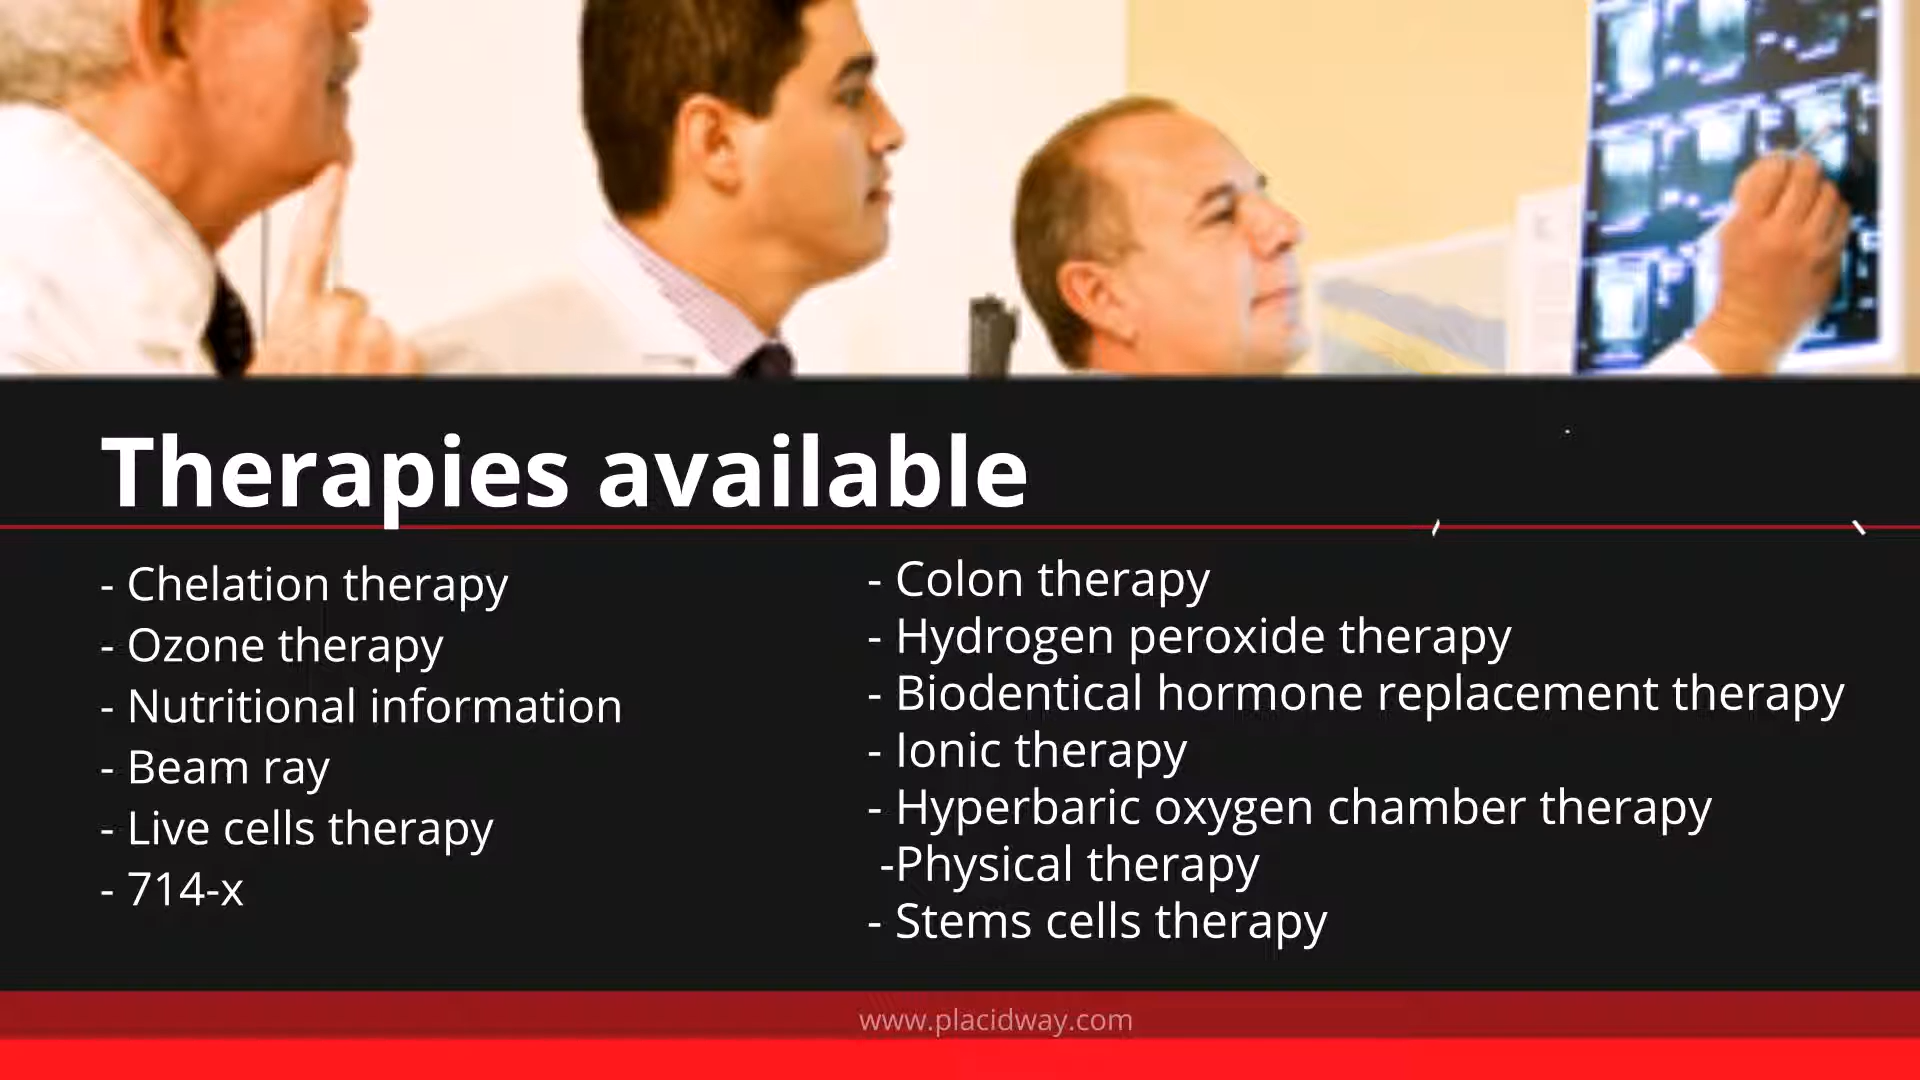 Therapies available
- Chelation therapy
- Ozone therapy
- Nutritional information
- Beam ray
- Live cells therapy
- 714-x
- Colon therapy
- Hydrogen peroxide therapy
- Biodentical hormone replacement therapy
- Ionic therapy
- Hyperbaric oxygen chamber therapy
-Physical therapy
- Stems cells therapy
www.placidway.com